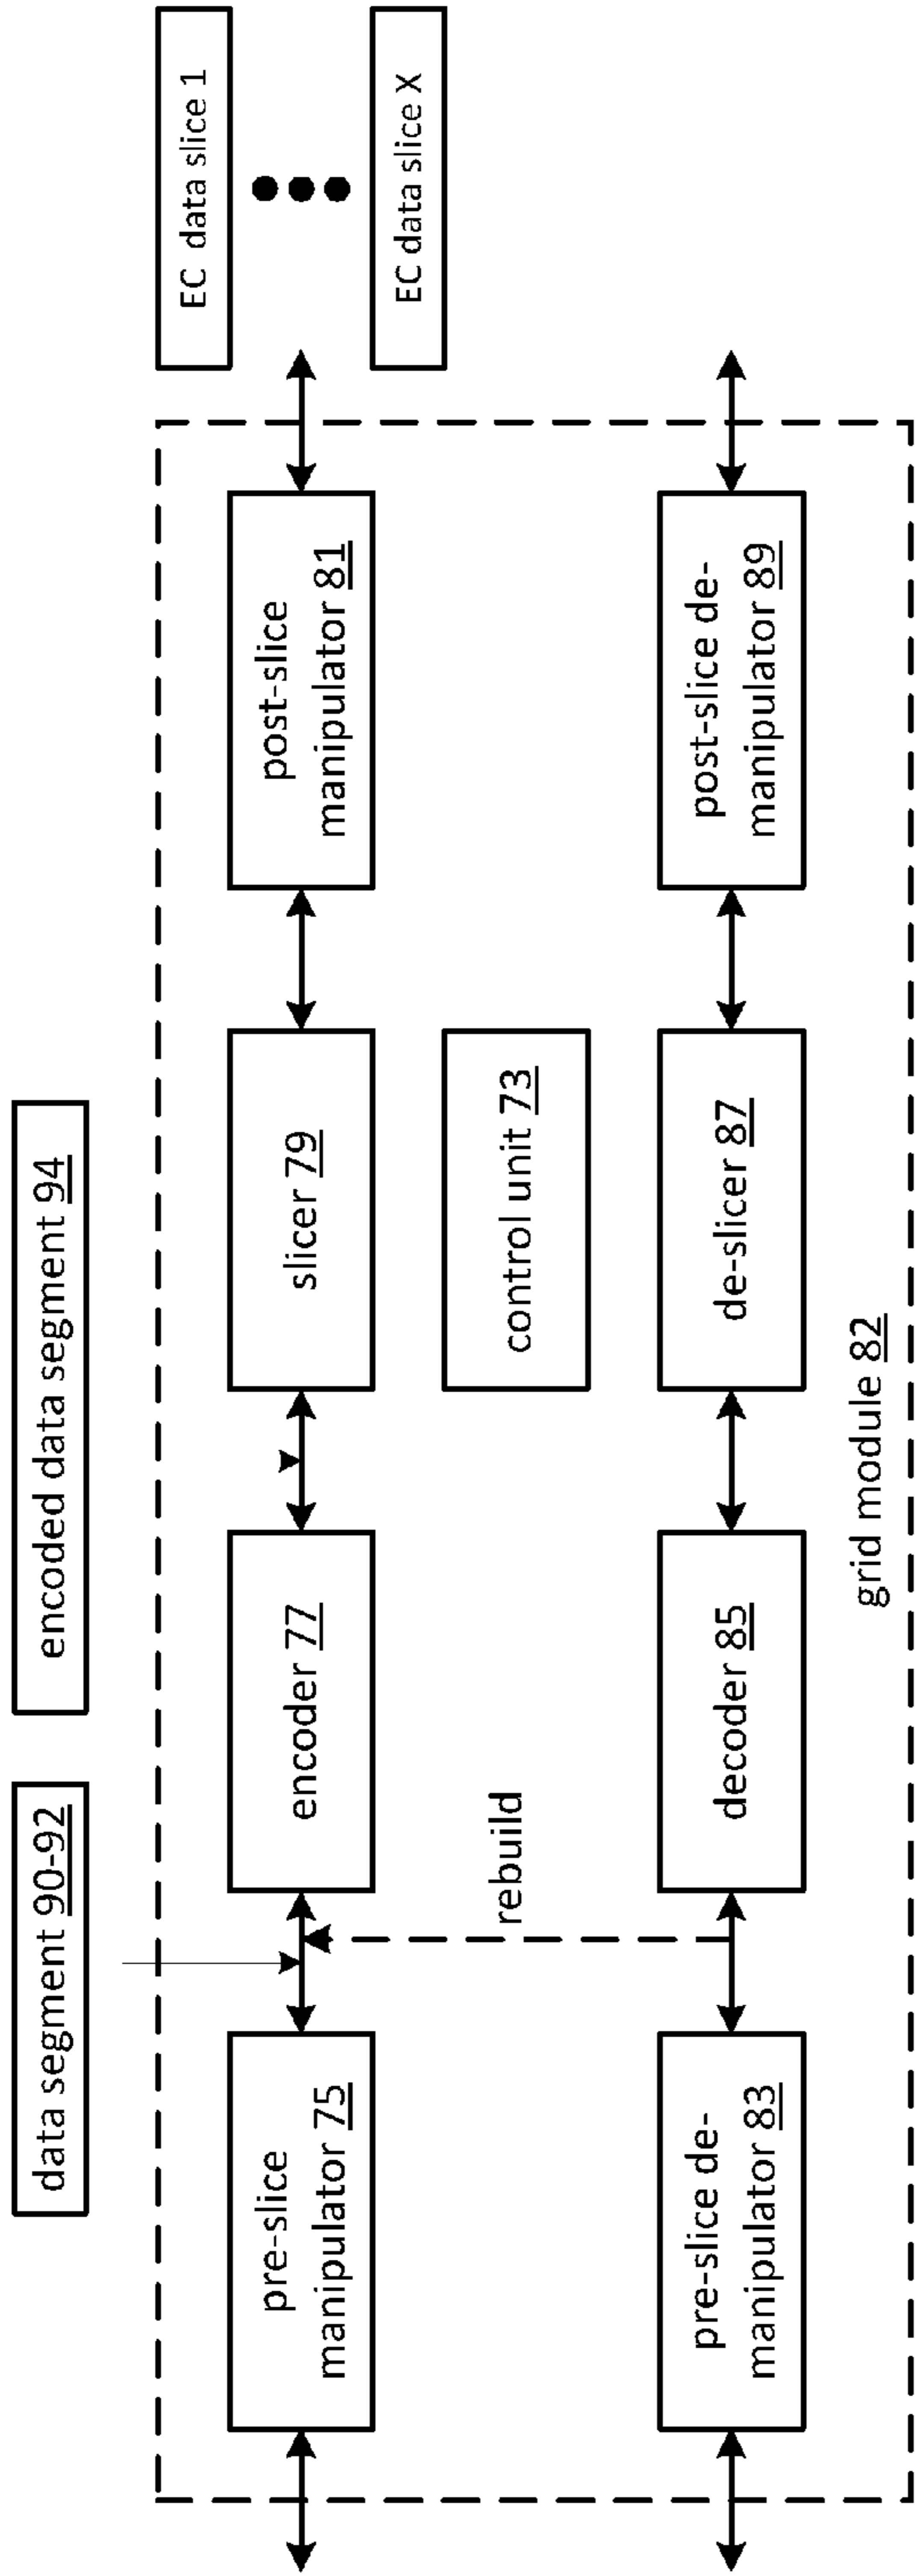 data segment 90-92
encoded data segment 94
EC data slice 1
EC data slice X
pre-slice
manipulator 75
encoder 77
slicer 79
post-slice
manipulator 81
rebuild
control unit 73
pre-slice de-
manipulator 83
decoder 85
de-slicer 87
post-slice de-
manipulator 89
grid module 82